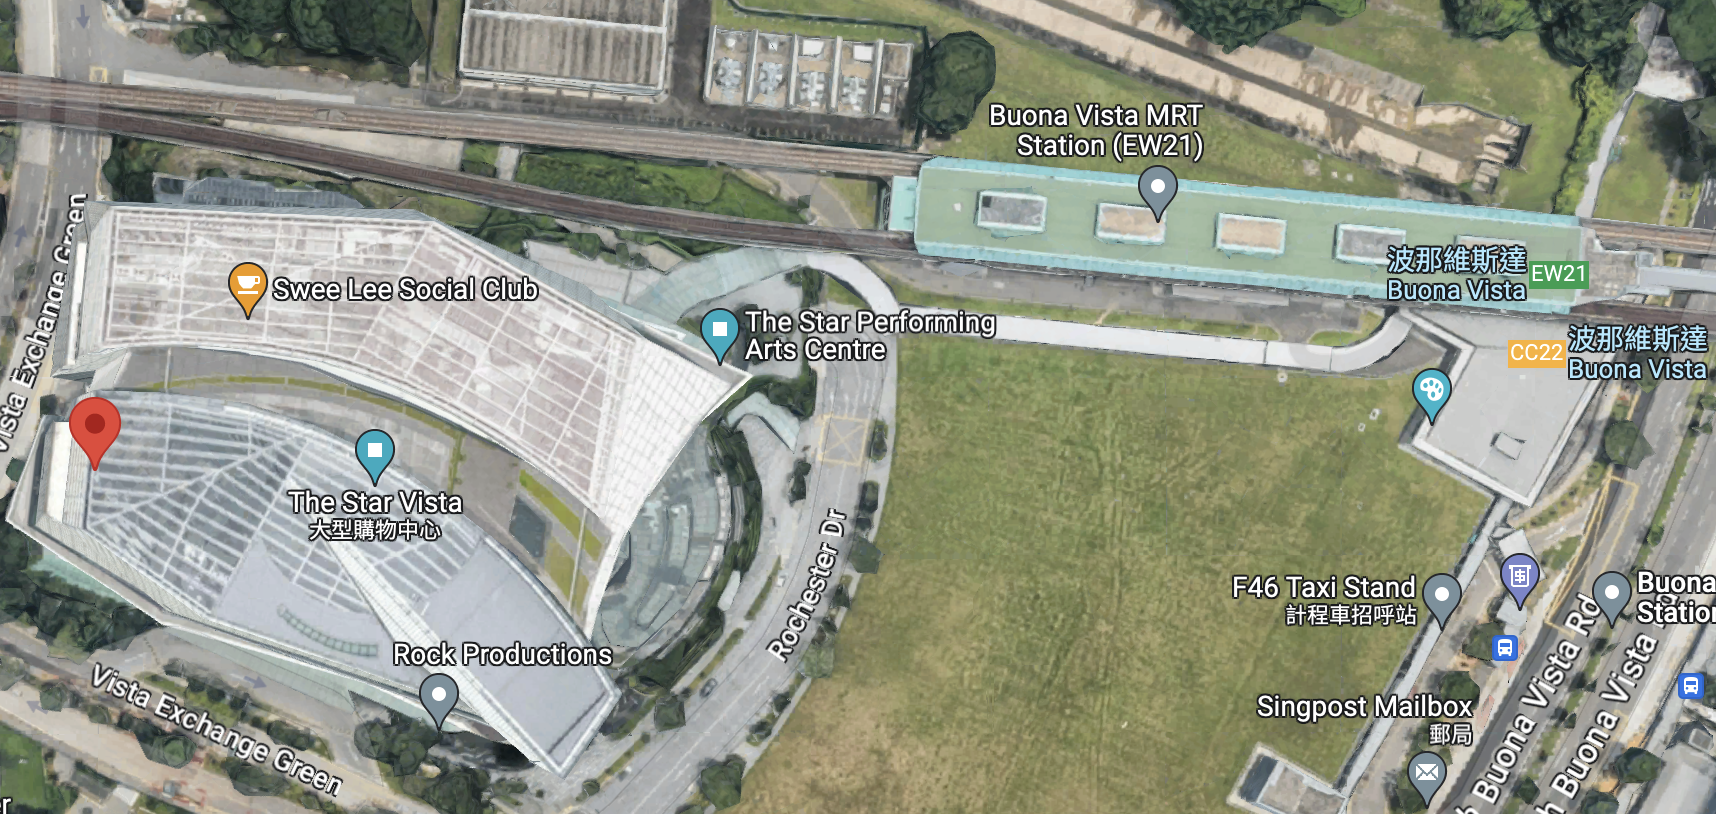 Buona Vista MRT
Station (EW21)
Vista Exchange Green
Swee Lee Social Club
波那維斯達
Buona Vista
EW21
The Star Performing
Arts Centre
CC22
波那維斯達
Buona Vista
The Star Vista
大型購物中心
Rochester Dr
F46 Taxi Stand
計程車招呼站
Buona
Station
Rock Productions
Vista Exchange Green
Singpost Mailbox
郵局
Buona Vista Rd
Buona Vista